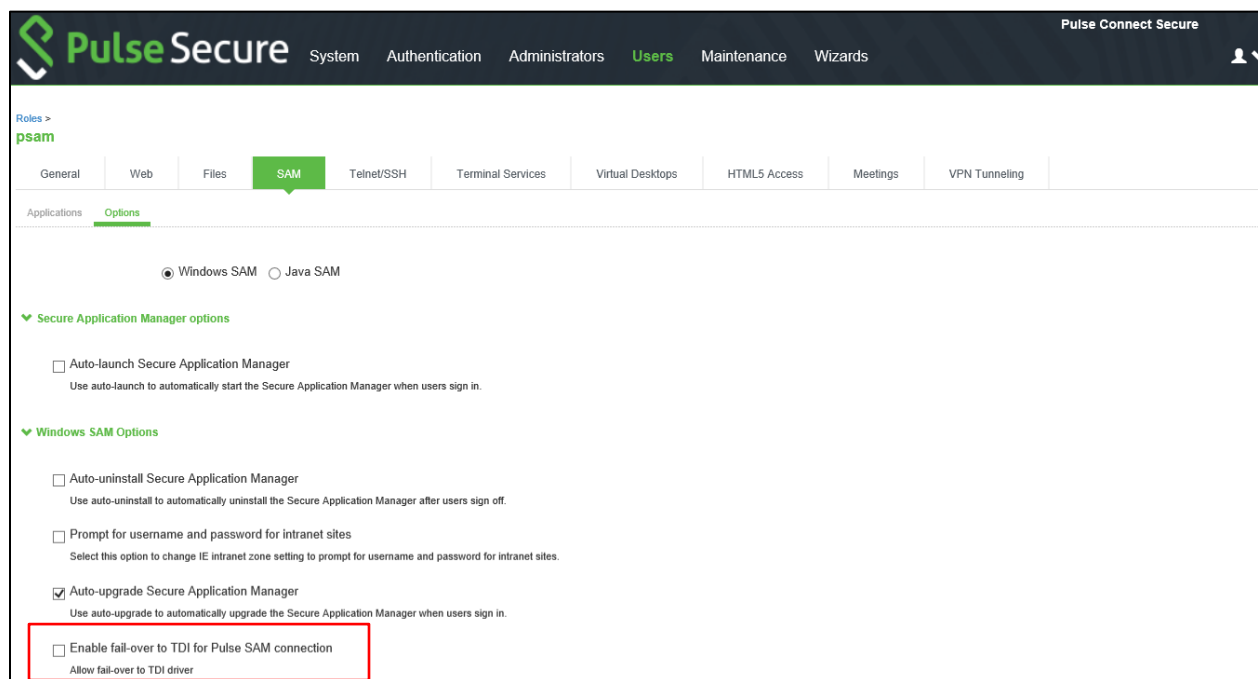 Pulse Connect Secure
Pulse Secure System Authentication Administrators Users Maintenance Wizards
Roles >
psam
General Web Files SAM Telnet/SSH Terminal Services Virtual Desktops HTML5 Access Meetings VPN Tunneling
Applications Options
Windows SAM Java SAM
Secure Application Manager options
Auto-launch Secure Application Manager
Use auto-launch to automatically start the Secure Application Manager when users sign in.
Windows SAM Options
Auto-uninstall Secure Application Manager
Use auto-uninstall to automatically uninstall the Secure Application Manager after users sign off.
Prompt for username and password for intranet sites
Select this option to change IE intranet zone setting to prompt for username and password for intranet sites.
Auto-upgrade Secure Application Manager
Use auto-upgrade to automatically upgrade the Secure Application Manager when users sign in.
Enable fail-over to TDI for Pulse SAM connection
Allow fail-over to TDI driver